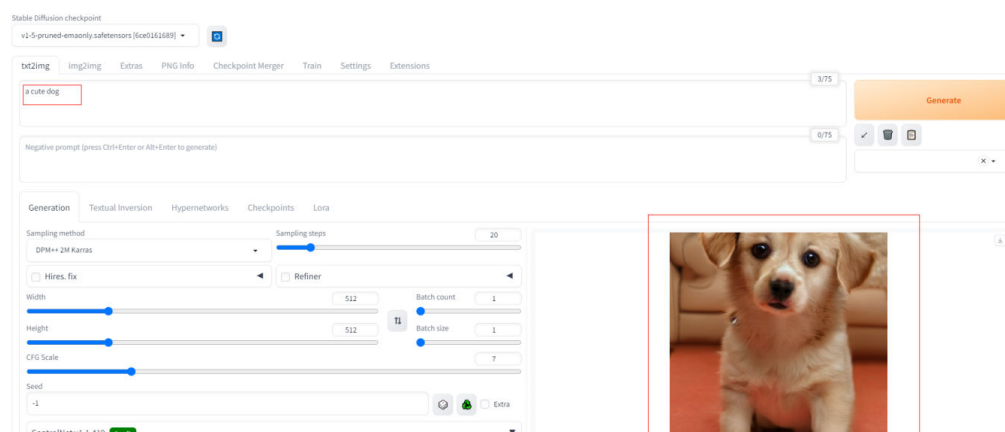 Stable Diffusion checkpoint
v1-5-pruned-emaonly.safetensors [6ce0161689]
txt2img img2img Extras PNG Info Checkpoint Merger Train Settings Extensions
3/75
a cute dog
Generate
0/75
Negative prompt (press Ctrl+Enter or Alt+Enter to generate)
Generation Textual Inversion Hypernetworks Checkpoints Lora
Sampling method Sampling steps 20
DPM++ 2M Karras
Hires. fix Refiner
Width 512 Batch count 1
Height 512 Batch size 1
CFG Scale 7
Seed
-1 Extra